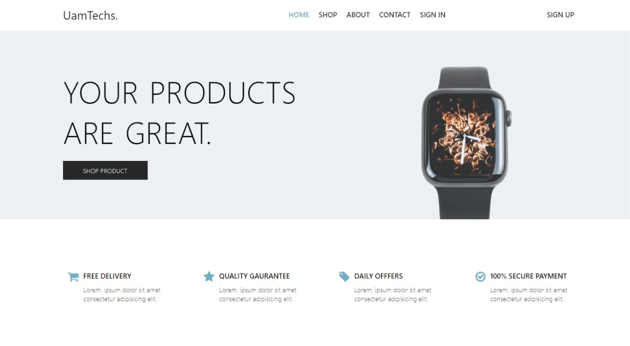 UamTechs.
HOME SHOP ABOUT CONTACT SIGN IN SIGN UP
YOUR PRODUCTS
ARE GREAT.
SHOP PRODUCT
FREE DELIVERY
Lorem. ipsum dolor sit amet
consectetur adipisicing elit.
QUALITY GAURANTEE
Lorem. ipsum dolor sit amet
consectetur adipisicing elit.
DAILY OFFFERS
Lorem. ipsum dolor sit amet
consectetur adipisicing elit.
100% SECURE PAYMENT
Lorem. ipsum dolor sit amet
consectetur adipisicing elit.